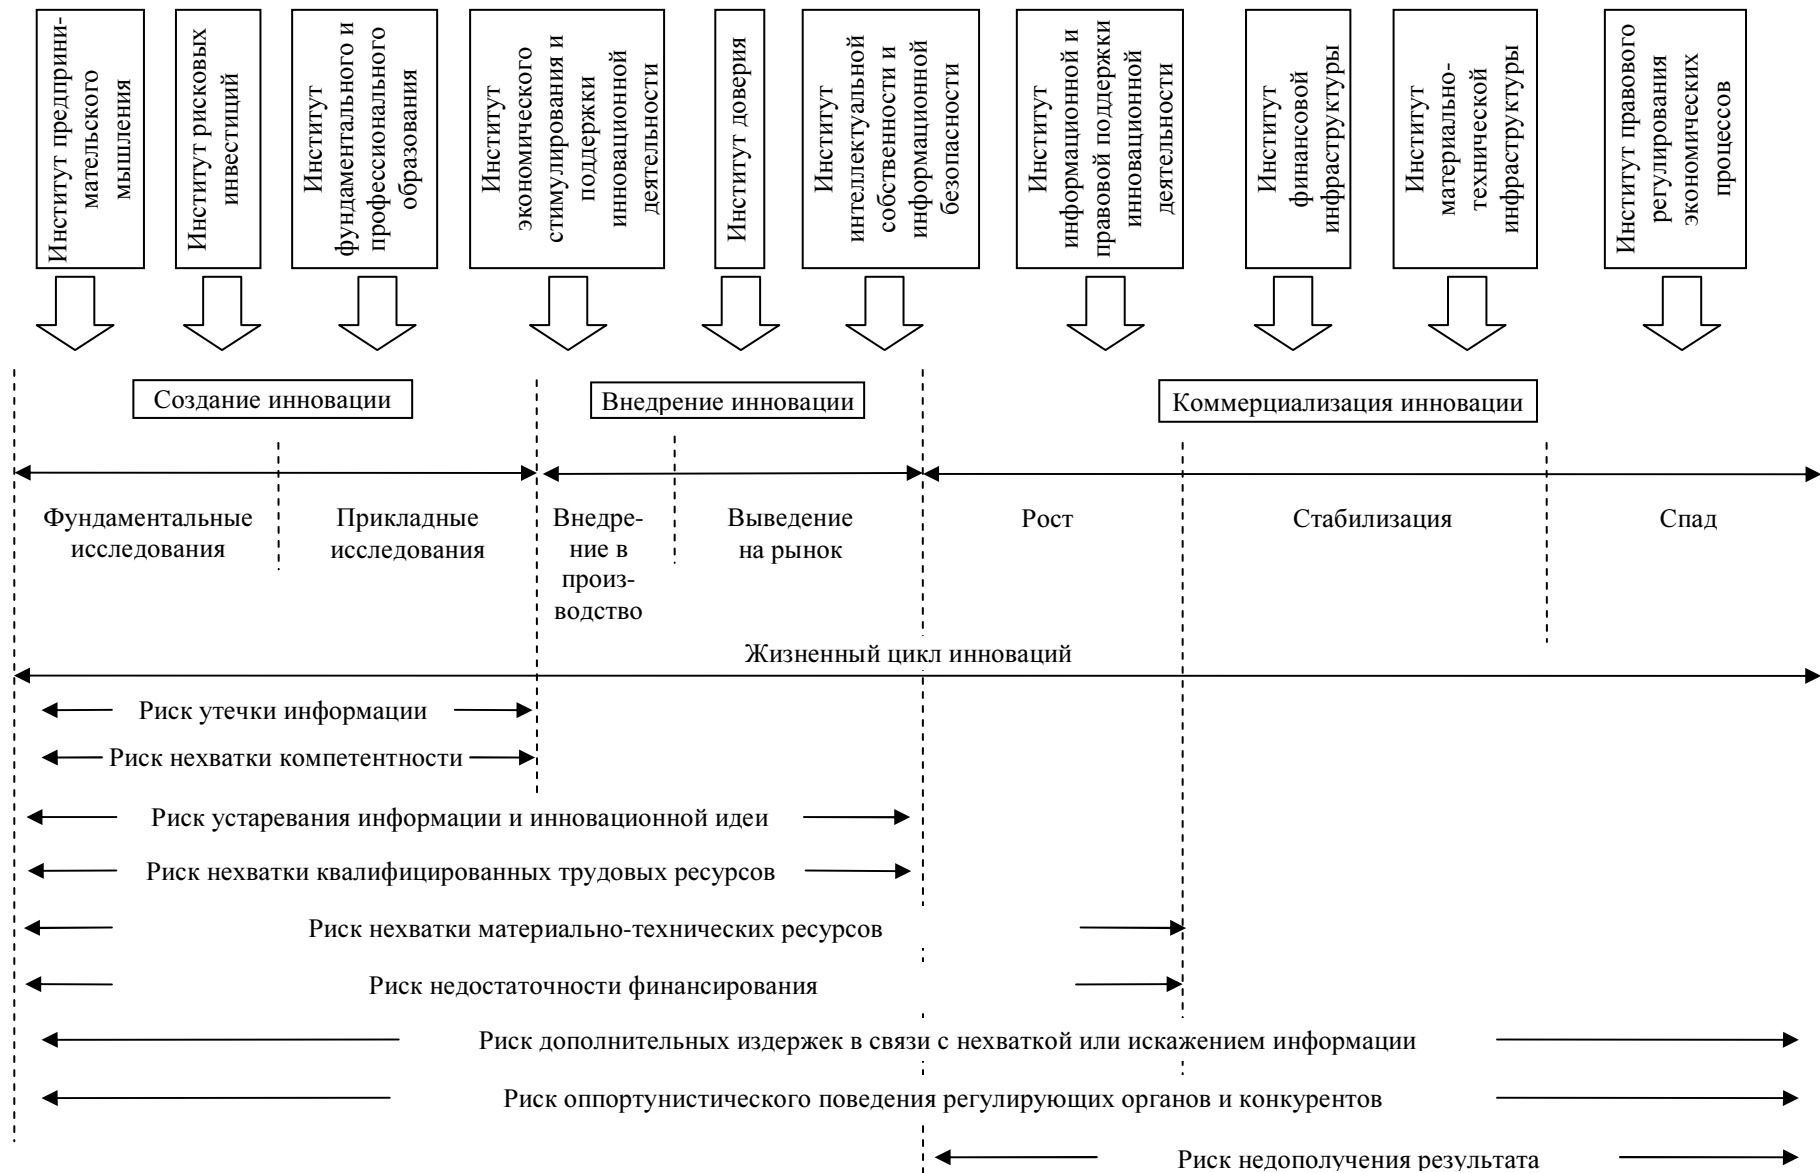 Институт предприни-
мательского
мышления
Институт рисковых
инвестиций
Институт
фундаментального и
профессионального
образования
Институт
экономического
стимулирования и
поддержки
инновационной
деятельности
Институт доверия
Институт
интеллектуальной
собственности и
информационной
безопасности
Институт
информационной и
правовой поддержки
инновационной
деятельности
Институт
финансовой
инфраструктуры
Институт
материально-
технической
инфраструктуры
Институт правового
регулирования
экономических
процессов
Создание инновации
Внедрение инновации
Коммерциализация инновации
Фундаментальные
исследования
Прикладные
исследования
Внедре-
ние в
произ-
водство
Выведение
на рынок
Рост
Стабилизация
Спад
Жизненный цикл инноваций
Риск утечки информации
Риск нехватки компетентности
Риск устаревания информации и инновационной идеи
Риск нехватки квалифицированных трудовых ресурсов
Риск нехватки материально-технических ресурсов
Риск недостаточности финансирования
Риск дополнительных издержек в связи с нехваткой или искажением информации
Риск оппортунистического поведения регулирующих органов и конкурентов
Риск недополучения результата